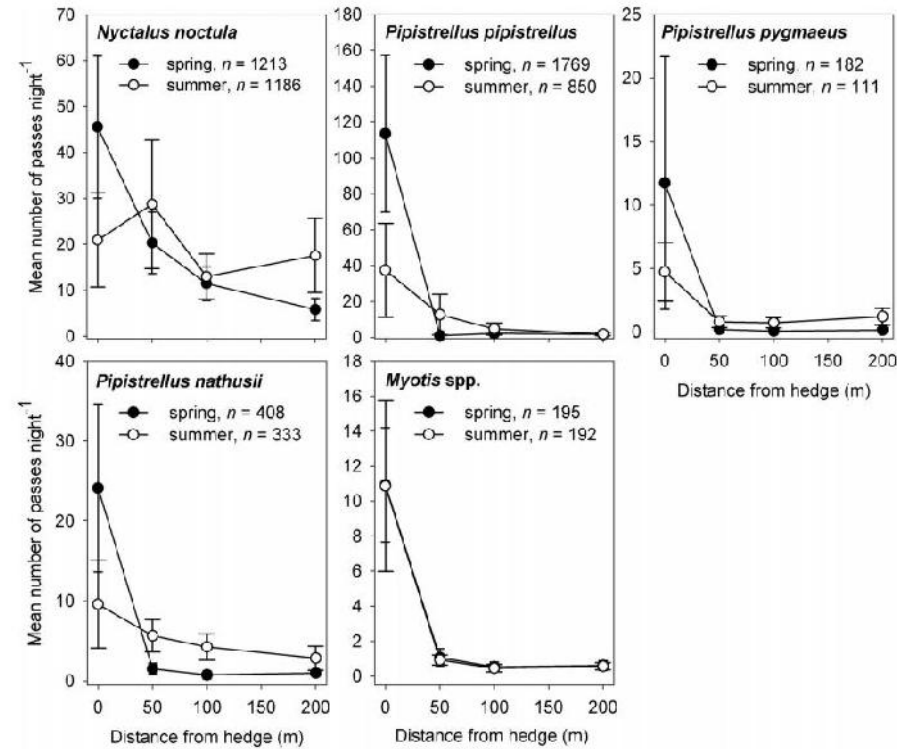 Nyctalus noctula
spring, n = 1213
summer, n = 1186
70
60
50
40
30
20
10
0
Mean number of passes night⁻¹
Pipistrellus pipistrellus
spring, n = 1769
summer, n = 850
180
160
140
120
100
80
60
40
20
0
Pipistrellus pygmaeus
spring, n = 182
summer, n = 111
25
20
15
10
5
0
0 50 100 200
Distance from hedge (m)
Pipistrellus nathusii
spring, n = 408
summer, n = 333
40
30
20
10
0
Mean number of passes night⁻¹
0 50 100 200
Distance from hedge (m)
Myotis spp.
spring, n = 195
summer, n = 192
18
16
14
12
10
8
6
4
2
0
0 50 100 200
Distance from hedge (m)